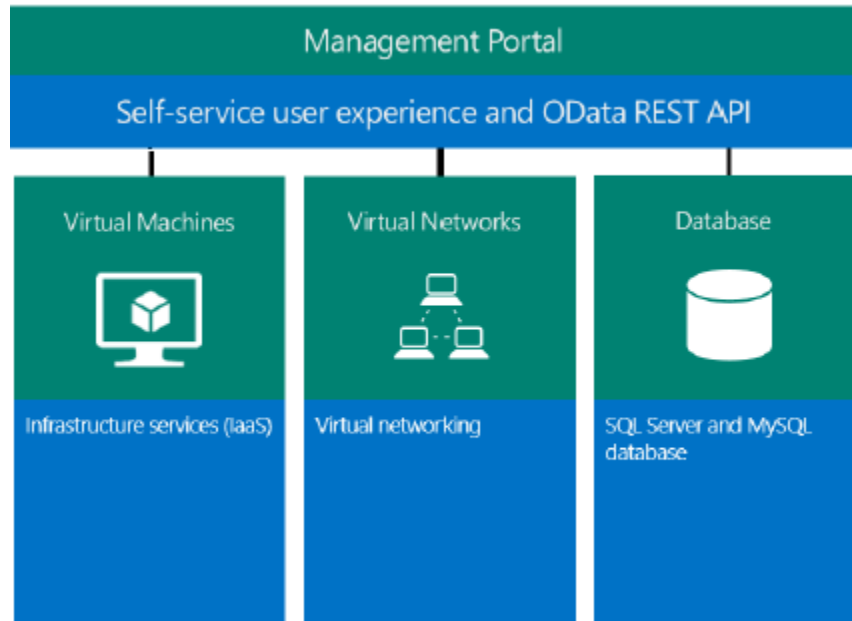 Management Portal
Self-service user experience and OData REST API
Virtual Machines
Virtual Networks
Database
Infrastructure services (IaaS)
Virtual networking
SQL Server and MySQL
database